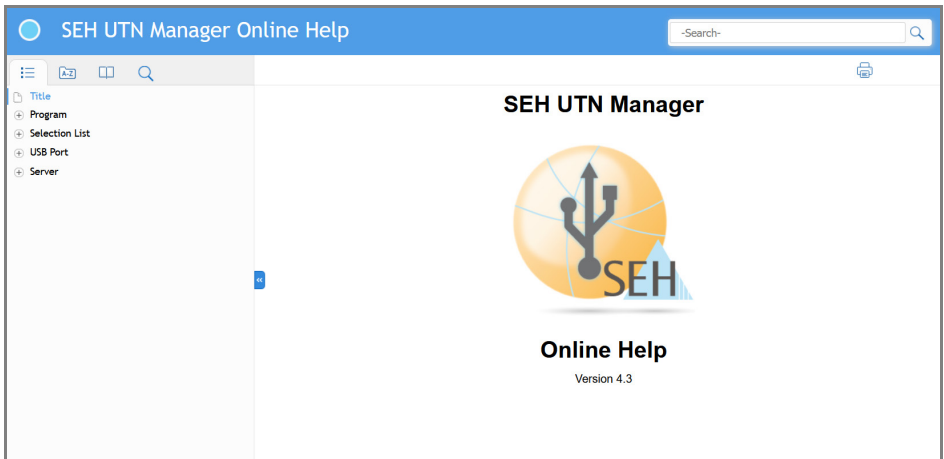 SEH UTN Manager Online Help
-Search-
A-Z
Title
Program
Selection List
USB Port
Server
SEH UTN Manager
SEH
Online Help
Version 4.3